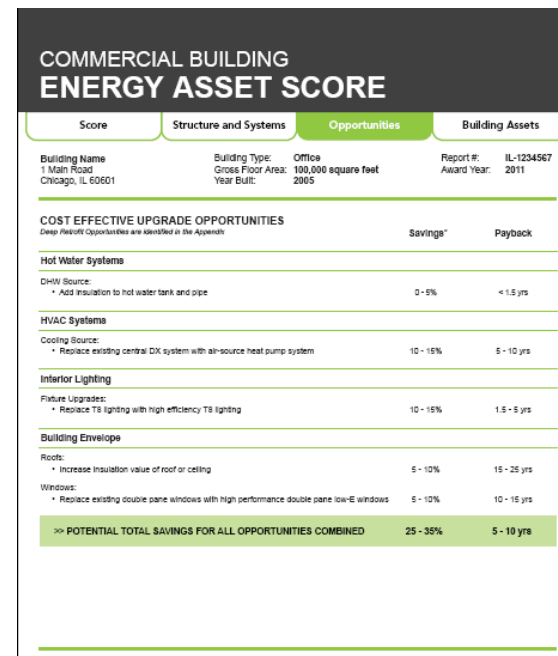 COMMERCIAL BUILDING
ENERGY ASSET SCORE
Score Structure and Systems Opportunities Building Assets
Building Name Building Type: Office Report #: IL-1234567
1 Main Road Gross Floor Area: 100,000 square feet Award Year: 2011
Chicago, IL 60601 Year Built: 2005
COST EFFECTIVE UPGRADE OPPORTUNITIES
Deep Retrofit Opportunities are identified in the Appendix Savings* Payback
Hot Water Systems
DHW Source:
• Add insulation to hot water tank and pipe 0 - 5% < 1.5 yrs
HVAC Systems
Cooling Source:
• Replace existing central DX system with air-source heat pump system 10 - 15% 5 - 10 yrs
Interior Lighting
Fixture Upgrades:
• Replace T8 lighting with high efficiency T8 lighting 10 - 15% 1.5 - 5 yrs
Building Envelope
Roofs:
• Increase insulation value of roof or ceiling 5 - 10% 15 - 25 yrs
Windows:
• Replace existing double pane windows with high performance double pane low-E windows 5 - 10% 10 - 15 yrs
>> POTENTIAL TOTAL SAVINGS FOR ALL OPPORTUNITIES COMBINED 25 - 35% 5 - 10 yrs